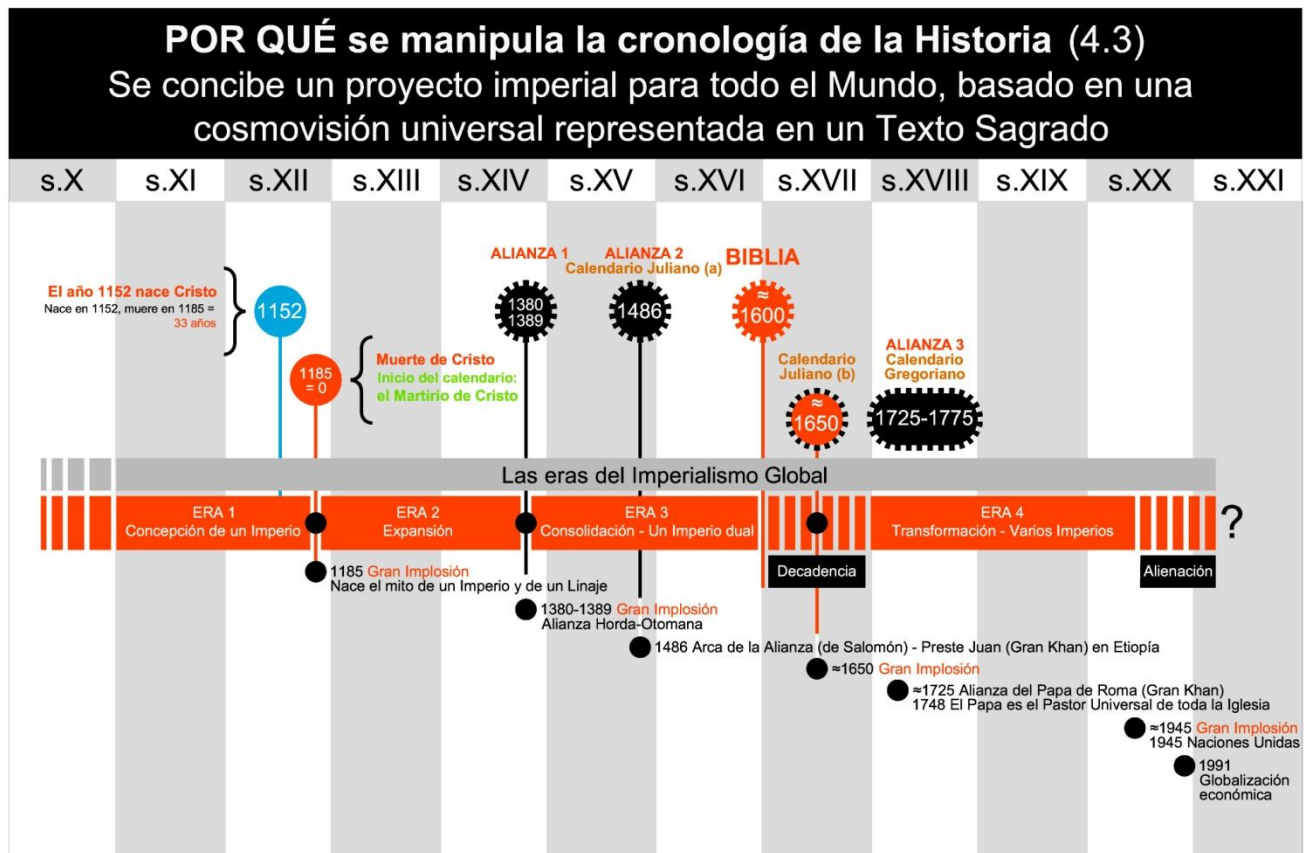 POR QUÉ se manipula la cronología de la Historia (4.3)
Se concibe un proyecto imperial para todo el Mundo, basado en una
cosmovisión universal representada en un Texto Sagrado
s.X s.XI s.XII s.XIII s.XIV s.XV s.XVI s.XVII s.XVIII s.XIX s.XX s.XXI
El año 1152 nace Cristo
Nace en 1152, muere en 1185 =
33 años
1152
1185
= 0
Muerte de Cristo
Inicio del calendario:
el Martirio de Cristo
ALIANZA 1
1380
1389
ALIANZA 2
Calendario Juliano (a)
1486
BIBLIA
≈
1600
Calendario
Juliano (b)
≈
1650
ALIANZA 3
Calendario
Gregoriano
1725-1775
Las eras del Imperialismo Global
ERA 1
Concepción de un Imperio
ERA 2
Expansión
ERA 3
Consolidación - Un Imperio dual
ERA 4
Transformación - Varios Imperios
?
Decadencia
Alienación
1185 Gran Implosión
Nace el mito de un Imperio y de un Linaje
1380-1389 Gran Implosión
Alianza Horda-Otomana
1486 Arca de la Alianza (de Salomón) - Preste Juan (Gran Khan) en Etiopía
≈1650 Gran Implosión
≈1725 Alianza del Papa de Roma (Gran Khan)
1748 El Papa es el Pastor Universal de toda la Iglesia
≈1945 Gran Implosión
1945 Naciones Unidas
1991
Globalización
económica